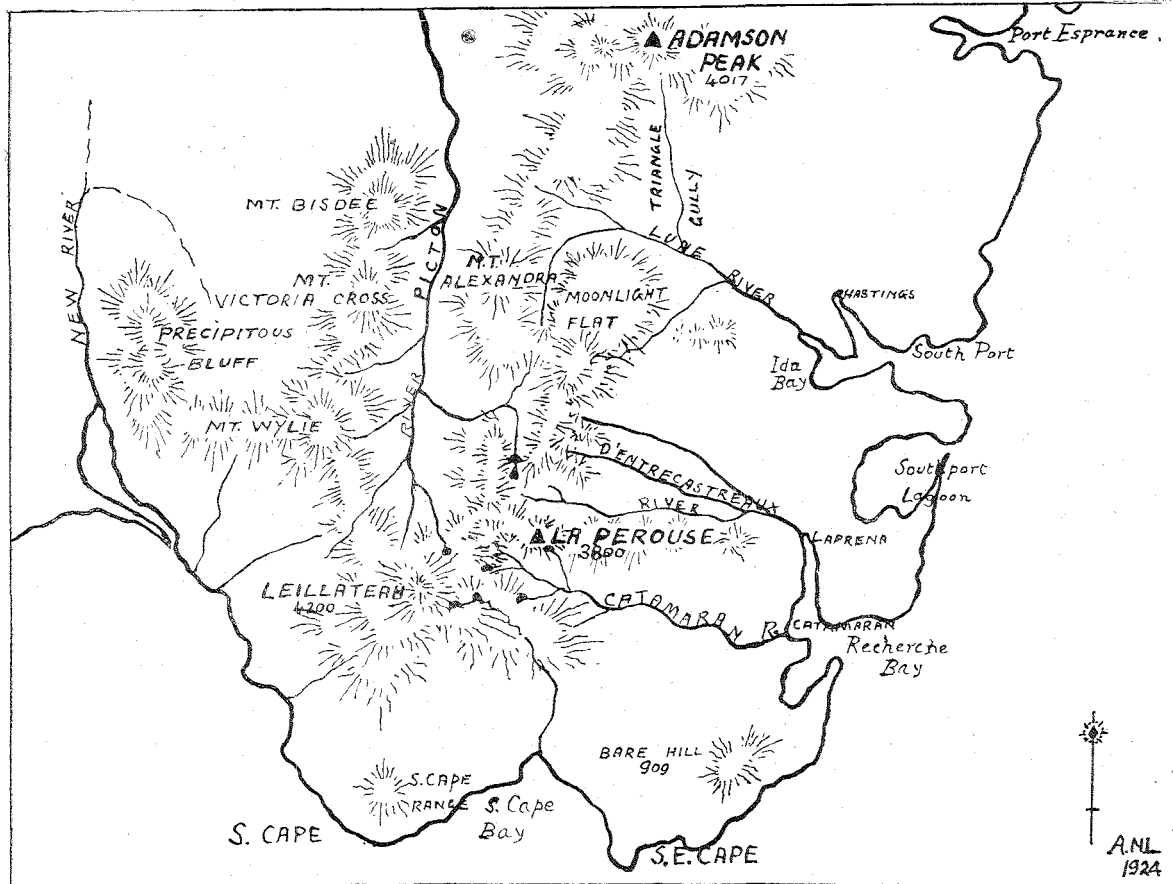 Port Esprance.
ADAMSON
PEAK
4017
TRIANGLE
GULLY
MT. BISDEE
NEW RIVER
PICTON
RIVER
LUNE
RIVER
MT.
ALEXANDRA
MT.
VICTORIA CROSS
MOONLIGHT
FLAT
HASTINGS
PRECIPITOUS
BLUFF
South Port
Ida
Bay
MT. WYLIE
D'ENTRECASTREAUX
RIVER
Southport
Lagoon
LA PEROUSE
3800
LAPRENA
LEILLATEAH
4200
CATAMARAN R.
CATAMARAN
Recherche
Bay
BARE HILL
909
S. CAPE
RANGE
S. Cape
Bay
S. CAPE
S.E. CAPE
A.N.L
1924